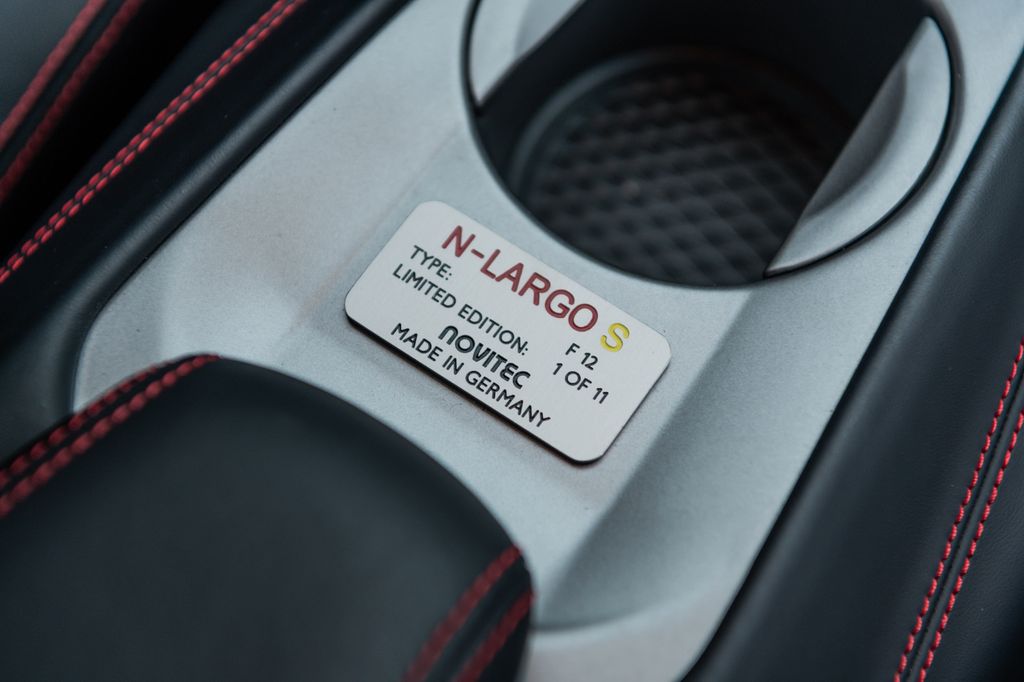 N-LARGO S
TYPE: F 12
LIMITED EDITION: 1 OF 11
NOVITEC
MADE IN GERMANY